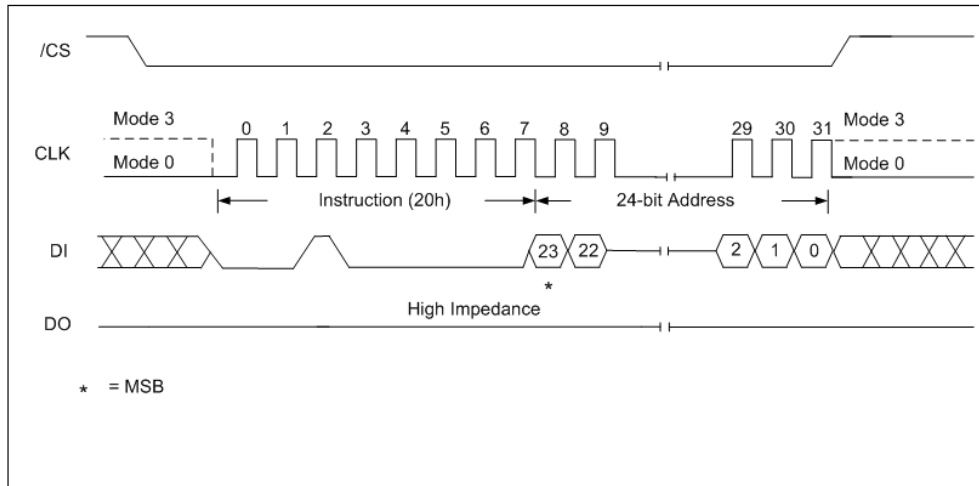 /CS
Mode 3
0 1 2 3 4 5 6 7 8 9 29 30 31 Mode 3
CLK
Mode 0 Mode 0
Instruction (20h) 24-bit Address
DI 23 22 2 1 0
*
High Impedance
DO
* = MSB